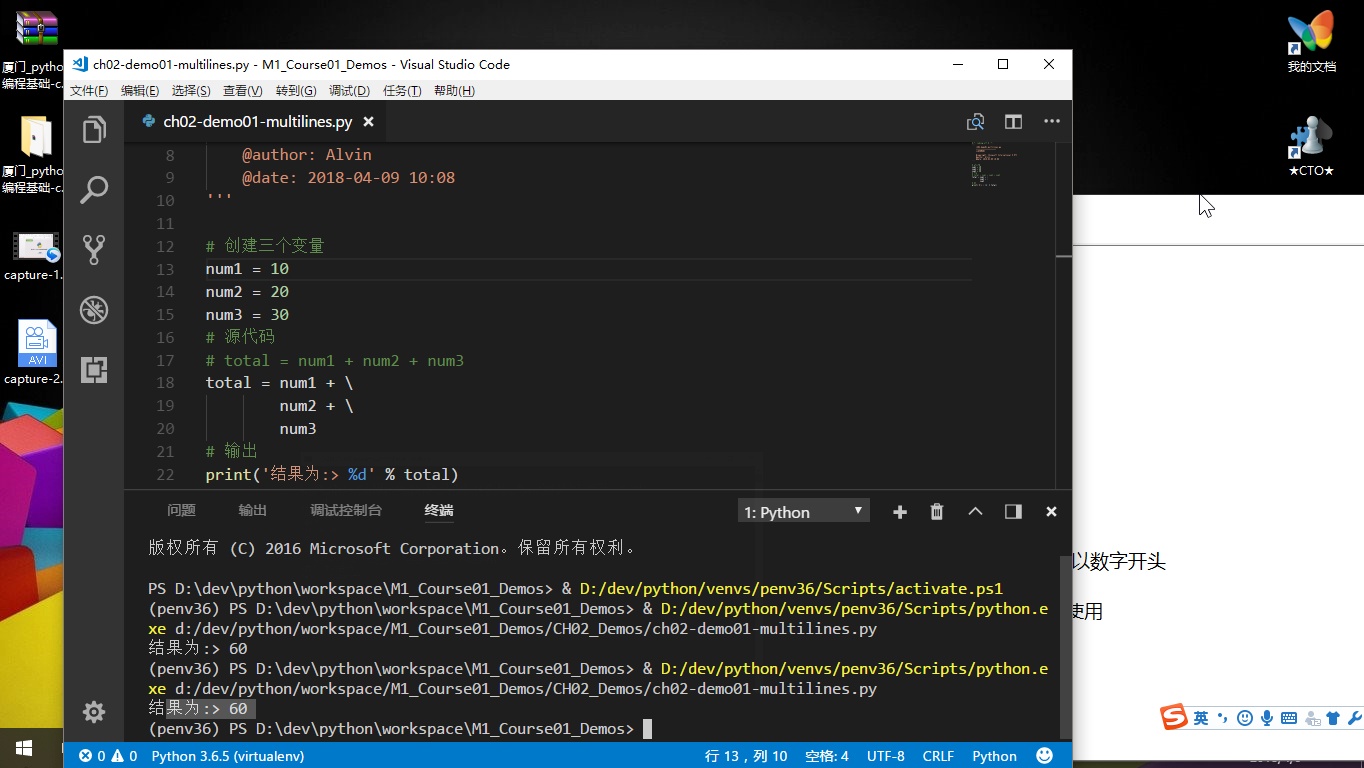 厦门_pytho
编程基础-c.
厦门_pytho
编程基础-c.
capture-1.
AVI
capture-2.
我的文档
★CTO★
ch02-demo01-multilines.py - M1_Course01_Demos - Visual Studio Code
文件(F) 编辑(E) 选择(S) 查看(V) 转到(G) 调试(D) 任务(T) 帮助(H)
ch02-demo01-multilines.py
8 @author: Alvin
9 @date: 2018-04-09 10:08
10 '''
11
12 # 创建三个变量
13 num1 = 10
14 num2 = 20
15 num3 = 30
16 # 源代码
17 # total = num1 + num2 + num3
18 total = num1 + \
19 num2 + \
20 num3
21 # 输出
22 print('结果为:> %d' % total)
问题 输出 调试控制台 终端 1: Python
版权所有 (C) 2016 Microsoft Corporation。保留所有权利。
PS D:\dev\python\workspace\M1_Course01_Demos> & D:/dev/python/venvs/penv36/Scripts/activate.ps1
(penv36) PS D:\dev\python\workspace\M1_Course01_Demos> & D:/dev/python/venvs/penv36/Scripts/python.e
xe d:/dev/python/workspace/M1_Course01_Demos/CH02_Demos/ch02-demo01-multilines.py
结果为:> 60
(penv36) PS D:\dev\python\workspace\M1_Course01_Demos> & D:/dev/python/venvs/penv36/Scripts/python.e
xe d:/dev/python/workspace/M1_Course01_Demos/CH02_Demos/ch02-demo01-multilines.py
结果为:> 60
(penv36) PS D:\dev\python\workspace\M1_Course01_Demos>
0 0 Python 3.6.5 (virtualenv) 行 13，列 10 空格: 4 UTF-8 CRLF Python
以数字开头
使用
英